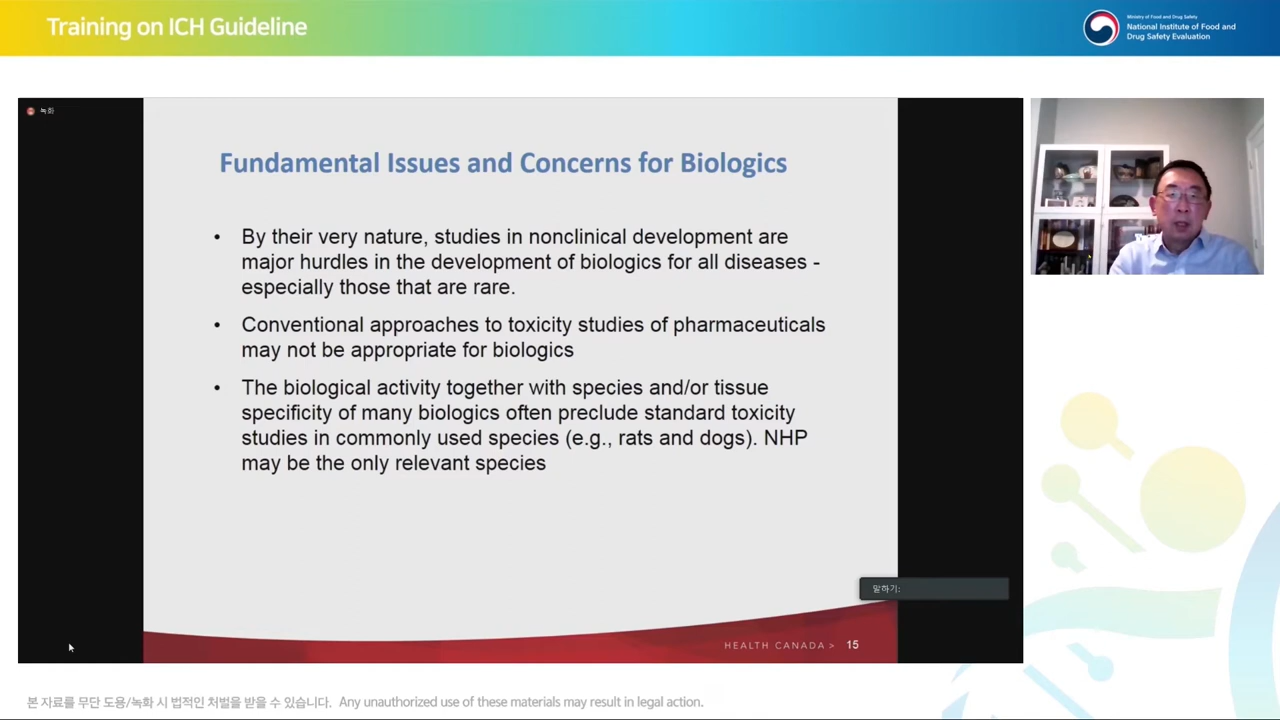 Training on ICH Guideline
Ministry of Food and Drug Safety
National Institute of Food and
Drug Safety Evaluation
녹화
Fundamental Issues and Concerns for Biologics
• By their very nature, studies in nonclinical development are
major hurdles in the development of biologics for all diseases -
especially those that are rare.
• Conventional approaches to toxicity studies of pharmaceuticals
may not be appropriate for biologics
• The biological activity together with species and/or tissue
specificity of many biologics often preclude standard toxicity
studies in commonly used species (e.g., rats and dogs). NHP
may be the only relevant species
말하기:
HEALTH CANADA > 15
본 자료를 무단 도용/녹화 시 법적인 처벌을 받을 수 있습니다. Any unauthorized use of these materials may result in legal action.